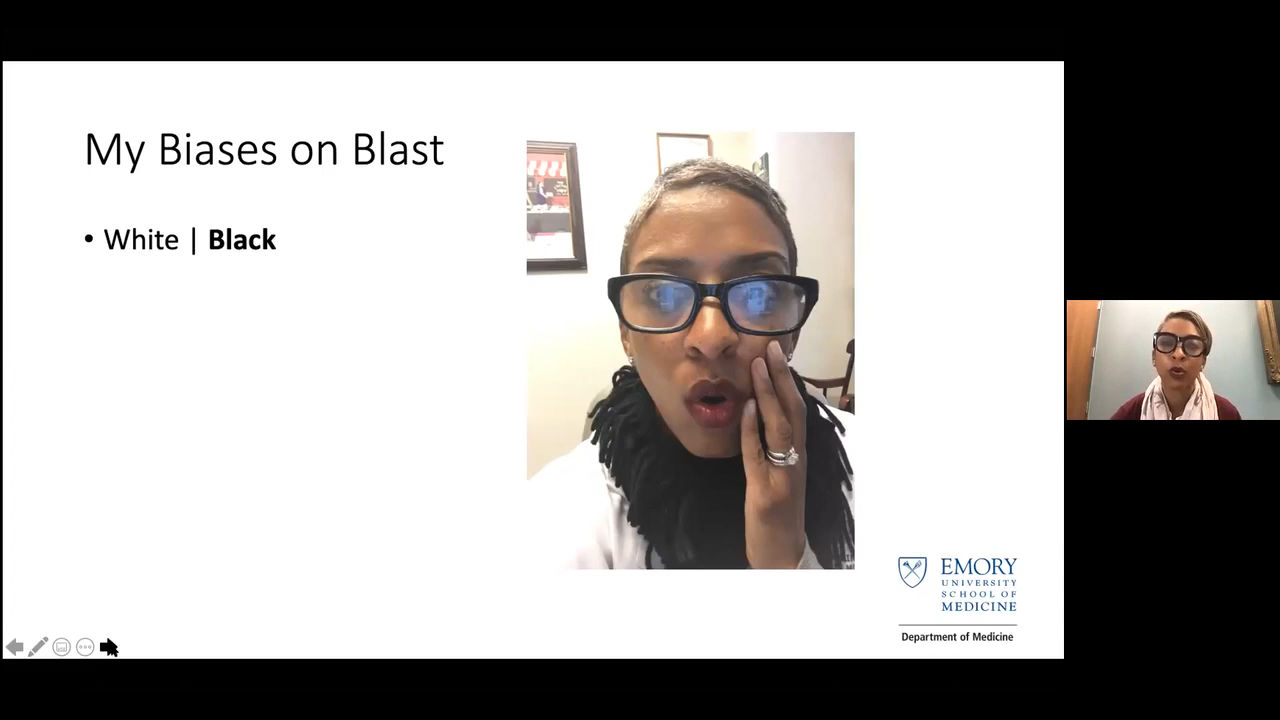 My Biases on Blast
• White | Black
EMORY
UNIVERSITY
SCHOOL OF
MEDICINE
Department of Medicine